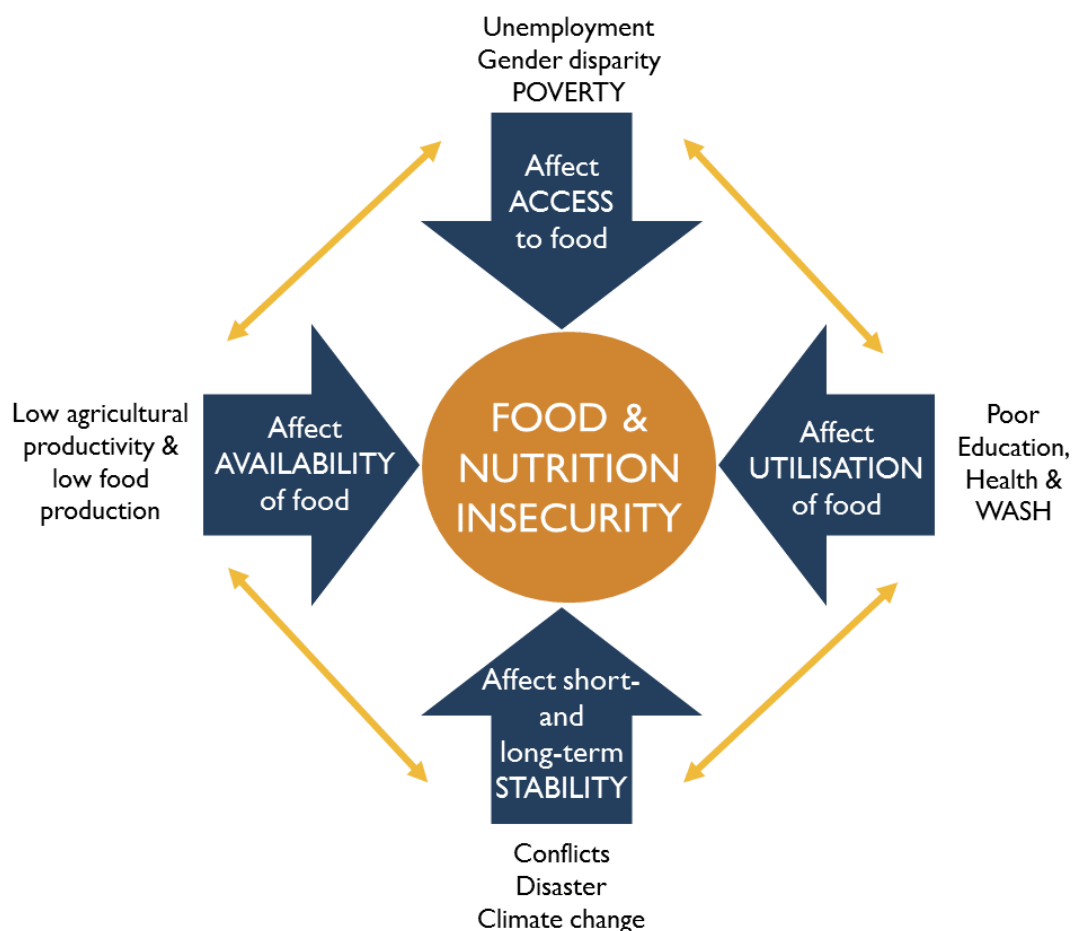 Unemployment
Gender disparity
POVERTY
Affect
ACCESS
to food
Low agricultural
productivity &
low food
production
Affect
AVAILABILITY
of food
FOOD &
NUTRITION
INSECURITY
Affect
UTILISATION
of food
Poor
Education,
Health &
WASH
Affect short-
and
long-term
STABILITY
Conflicts
Disaster
Climate change